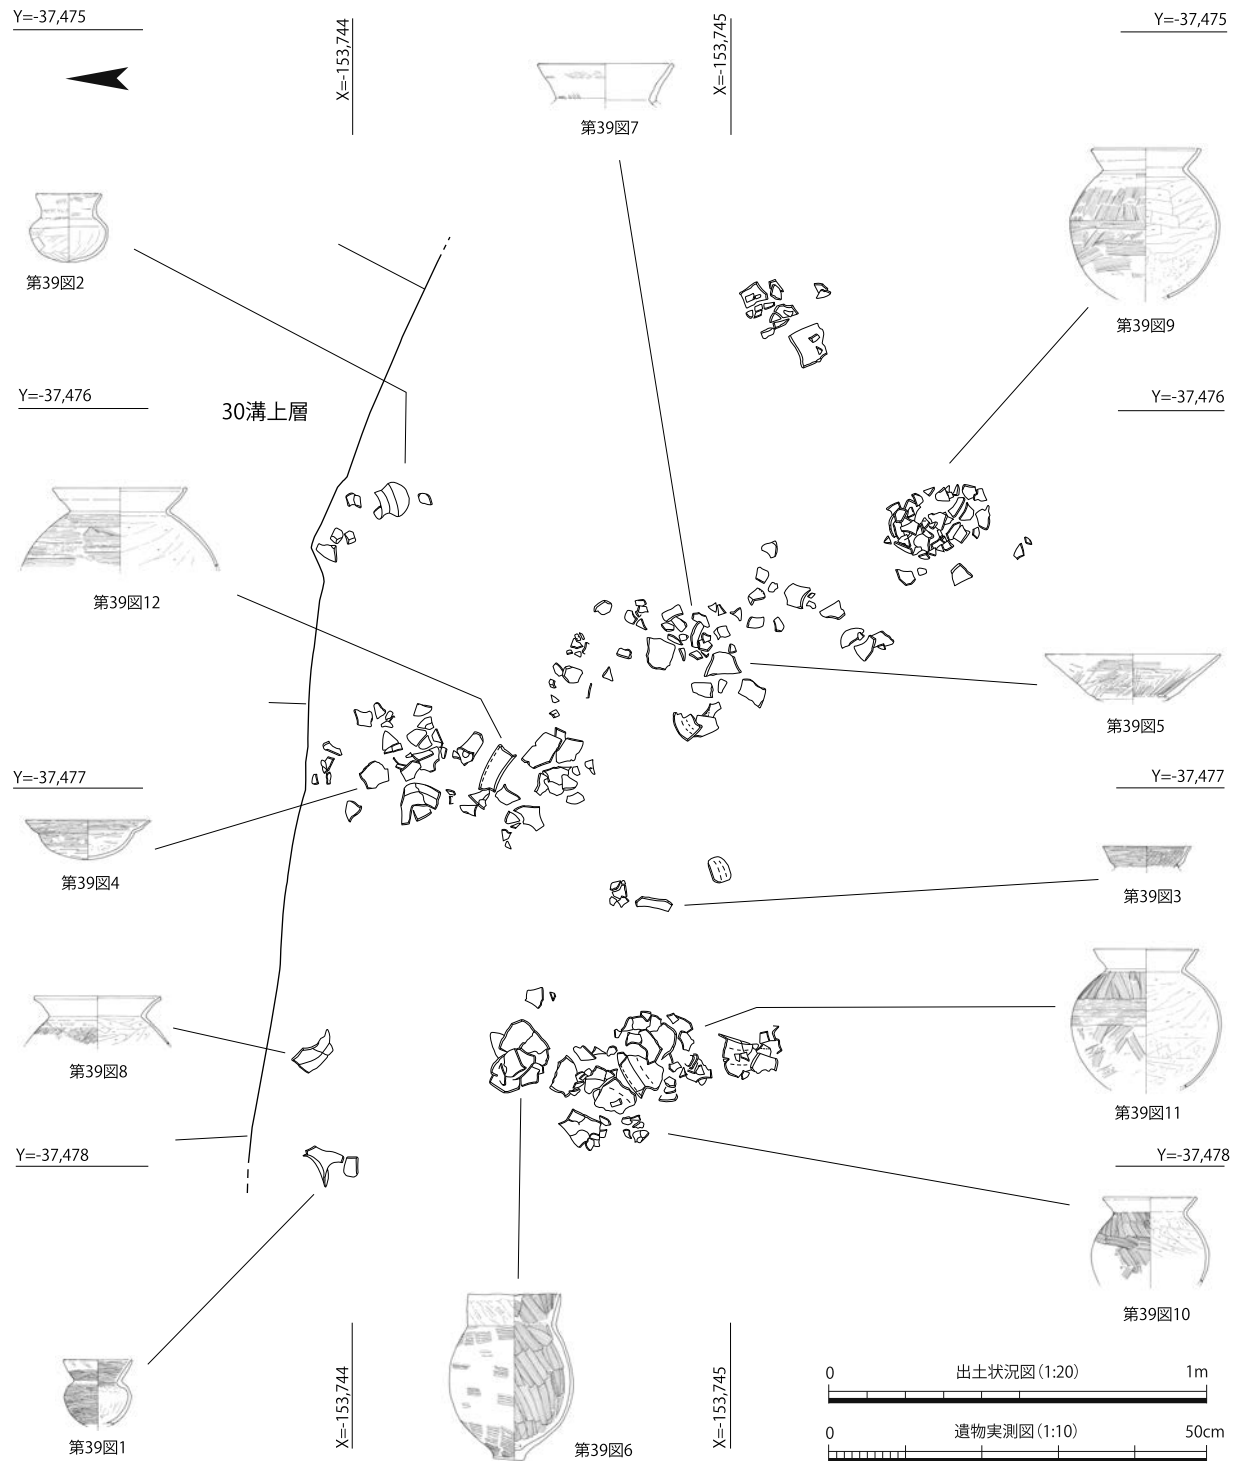 Y=-37,475
X=-153,744
X=-153,745
Y=-37,475
第39図7
第39図2
第39図9
Y=-37,476
30溝上層
Y=-37,476
第39図12
第39図5
Y=-37,477
Y=-37,477
第39図4
第39図3
第39図8
第39図11
Y=-37,478
Y=-37,478
第39図10
第39図1
X=-153,744
第39図6
X=-153,745
0 出土状況図(1:20) 1m
0 遺物実測図(1:10) 50cm